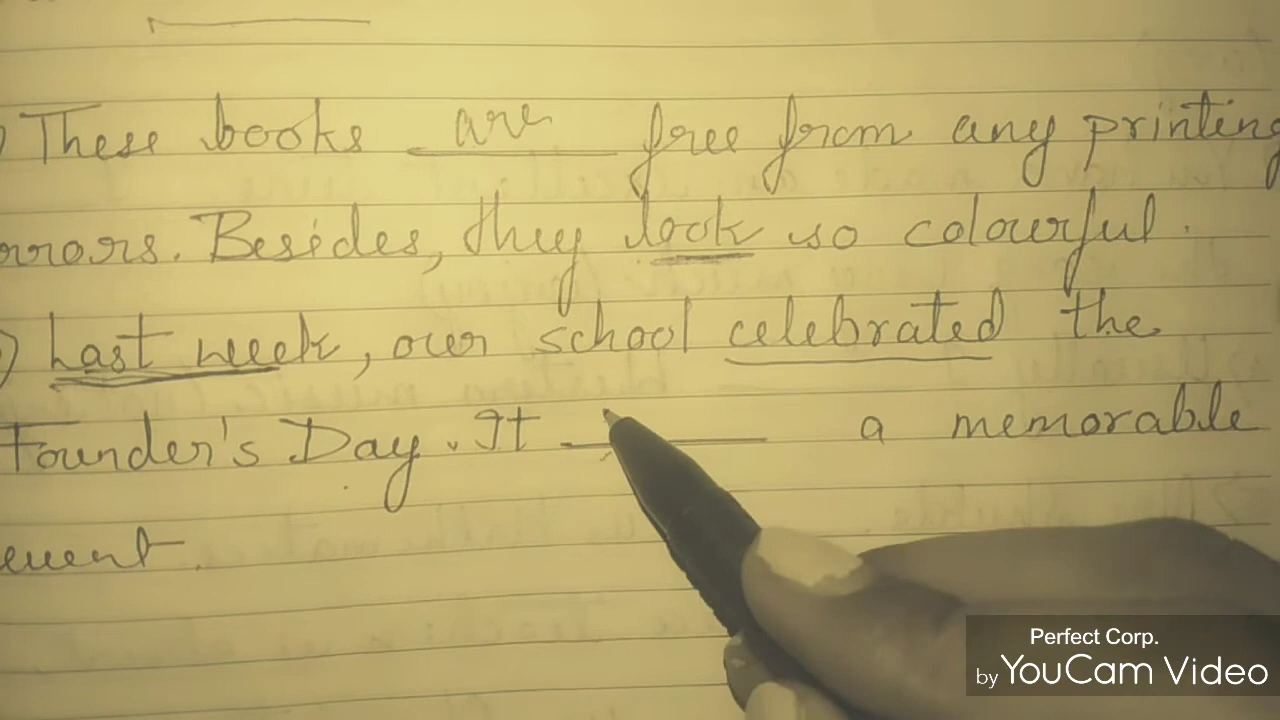 ) These books are free from any printing
errors. Besides, they look so colourful.
) Last week, our school celebrated the
Founder's Day. It ______ a memorable
event.
Perfect Corp.
by YouCam Video